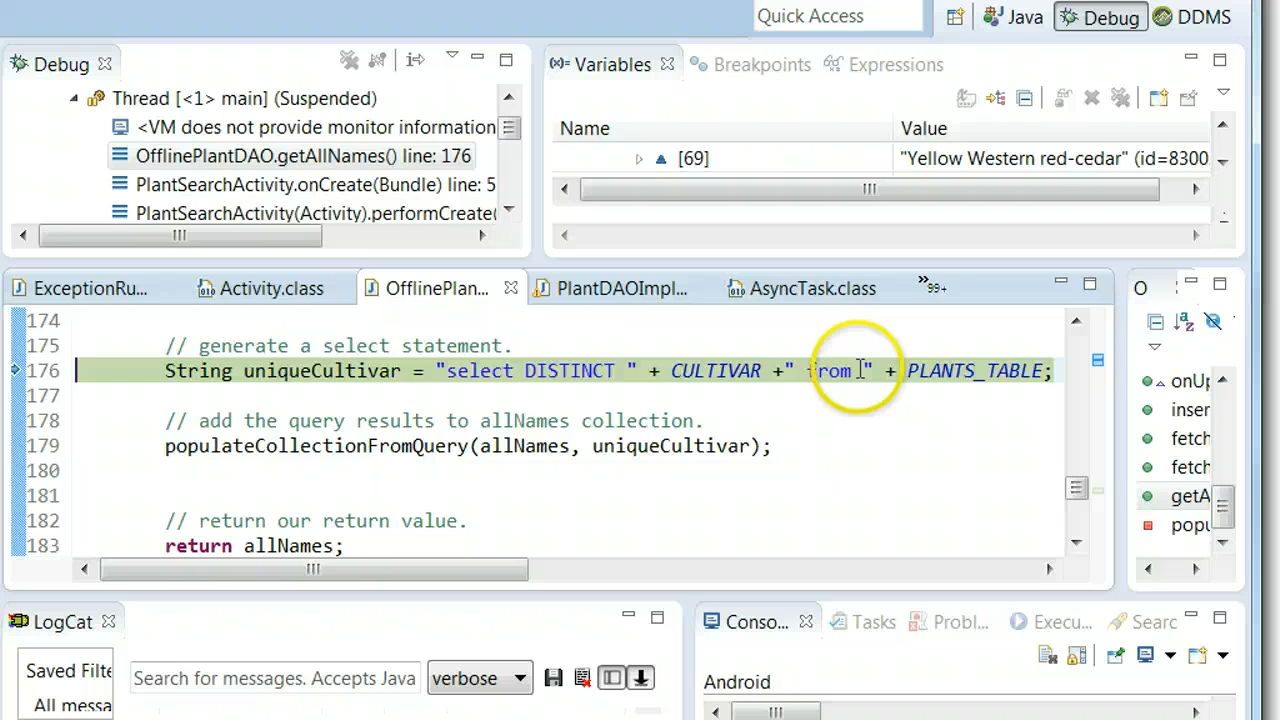 Quick Access
Java
Debug
DDMS
Debug
Thread [<1> main] (Suspended)
<VM does not provide monitor information
OfflinePlantDAO.getAllNames() line: 176
PlantSearchActivity.onCreate(Bundle) line: 5
PlantSearchActivity(Activity).performCreate(
(x)= Variables
Breakpoints
Expressions
Name
Value
[69]
"Yellow Western red-cedar" (id=8300
ExceptionRu...
Activity.class
OfflinePlan...
PlantDAOImpl...
AsyncTask.class
»99+
O
174
175 // generate a select statement.
176 String uniqueCultivar = "select DISTINCT " + CULTIVAR +" from " + PLANTS_TABLE;
177
178 // add the query results to allNames collection.
179 populateCollectionFromQuery(allNames, uniqueCultivar);
180
181
182 // return our return value.
183 return allNames;
onUp
inser
fetch
fetch
getA
popu
LogCat
Saved Filte
All messa
Search for messages. Accepts Java
verbose
Conso...
Tasks
Probl...
Execu...
Searc
Android